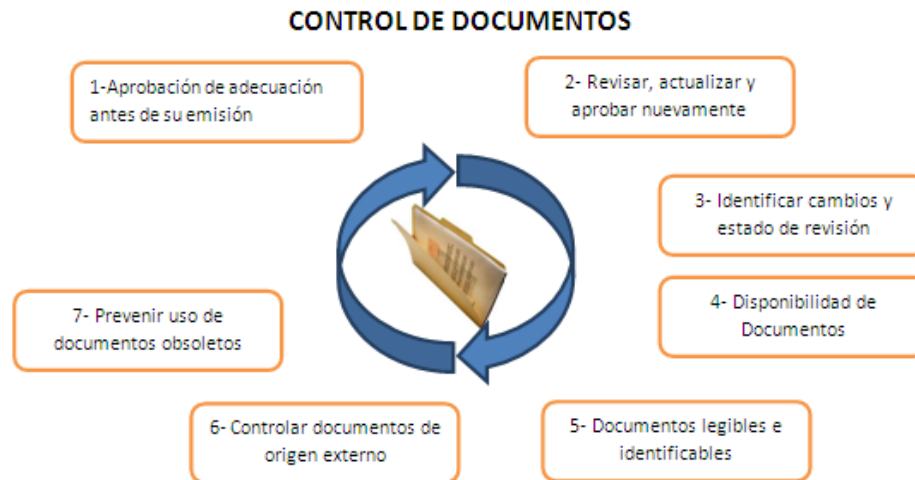 CONTROL DE DOCUMENTOS
1-Aprobación de adecuación
antes de su emisión
2- Revisar, actualizar y
aprobar nuevamente
3- Identificar cambios y
estado de revisión
4- Disponibilidad de
Documentos
5- Documentos legibles e
identificables
6- Controlar documentos de
origen externo
7- Prevenir uso de
documentos obsoletos